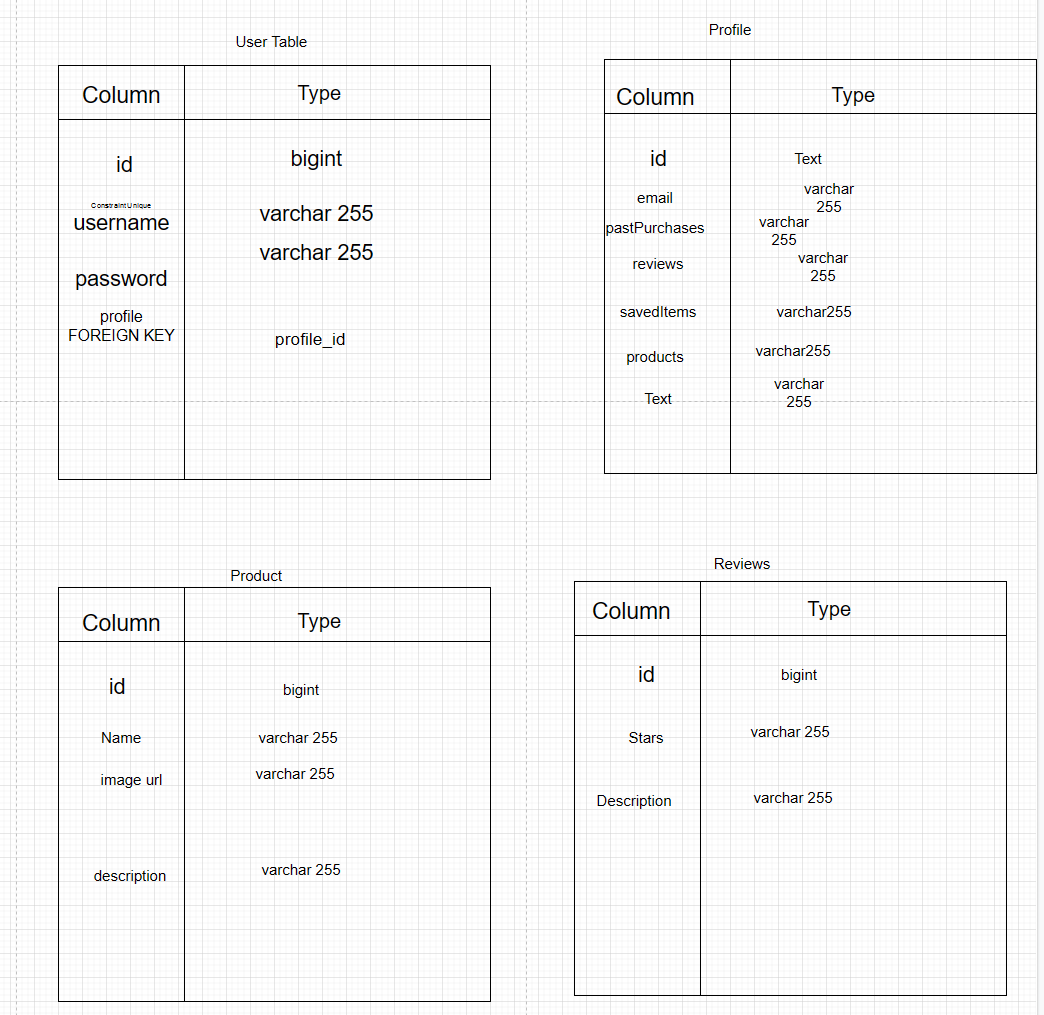 User Table
Column Type
id bigint
ConstraintUnique
username varchar 255
password varchar 255
profile
FOREIGN KEY profile_id
Profile
Column Type
id Text
email varchar
255
pastPurchases varchar
255
reviews varchar
255
savedItems varchar255
products varchar255
Text varchar
255
Product
Column Type
id bigint
Name varchar 255
image url varchar 255
description varchar 255
Reviews
Column Type
id bigint
Stars varchar 255
Description varchar 255